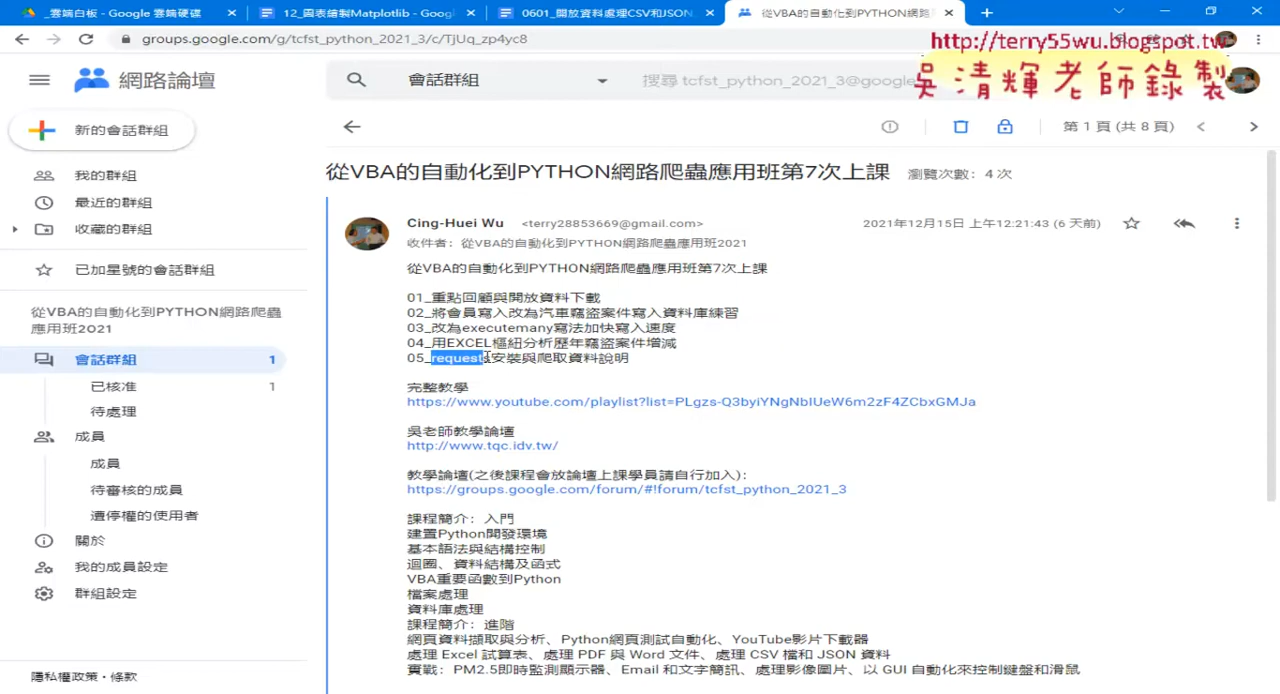 _雲端白板 - Google 雲端硬碟
12_圖表繪製Matplotlib - Goog
0601_開放資料處理CSV和JSON
從VBA的自動化到PYTHON網路
groups.google.com/g/tcfst_python_2021_3/c/TjUq_zp4yc8
http://terry55wu.blogspot.tw
吳清輝老師錄製
網路論壇
會話群組
搜尋 tcfst_python_2021_3@google
新的會話群組
第 1 頁 (共 8 頁)
我的群組
最近的群組
收藏的群組
已加星號的會話群組
從VBA的自動化到PYTHON網路爬蟲
應用班2021
會話群組 1
已核准 1
待處理
成員
成員
待審核的成員
遭停權的使用者
關於
我的成員設定
群組設定
隱私權政策 • 條款
從VBA的自動化到PYTHON網路爬蟲應用班第7次上課
瀏覽次數：4 次
Cing-Huei Wu <terry28853669@gmail.com>
2021年12月15日 上午12:21:43 (6 天前)
收件者：從VBA的自動化到PYTHON網路爬蟲應用班2021
從VBA的自動化到PYTHON網路爬蟲應用班第7次上課
01_重點回顧與開放資料下載
02_將會員寫入改為汽車竊盜案件寫入資料庫練習
03_改為executemany寫法加快寫入速度
04_用EXCEL樞紐分析歷年竊盜案件增減
05_request安裝與爬取資料說明
完整教學
https://www.youtube.com/playlist?list=PLgzs-Q3byiYNgNbIUeW6m2zF4ZCbxGMJa
吳老師教學論壇
http://www.tqc.idv.tw/
教學論壇(之後課程會放論壇上課學員請自行加入)：
https://groups.google.com/forum/#!forum/tcfst_python_2021_3
課程簡介：入門
建置Python開發環境
基本語法與結構控制
迴圈、資料結構及函式
VBA重要函數到Python
檔案處理
資料庫處理
課程簡介：進階
網頁資料擷取與分析、Python網頁測試自動化、YouTube影片下載器
處理 Excel 試算表、處理 PDF 與 Word 文件、處理 CSV 檔和 JSON 資料
實戰：PM2.5即時監測顯示器、Email 和文字簡訊、處理影像圖片、以 GUI 自動化來控制鍵盤和滑鼠